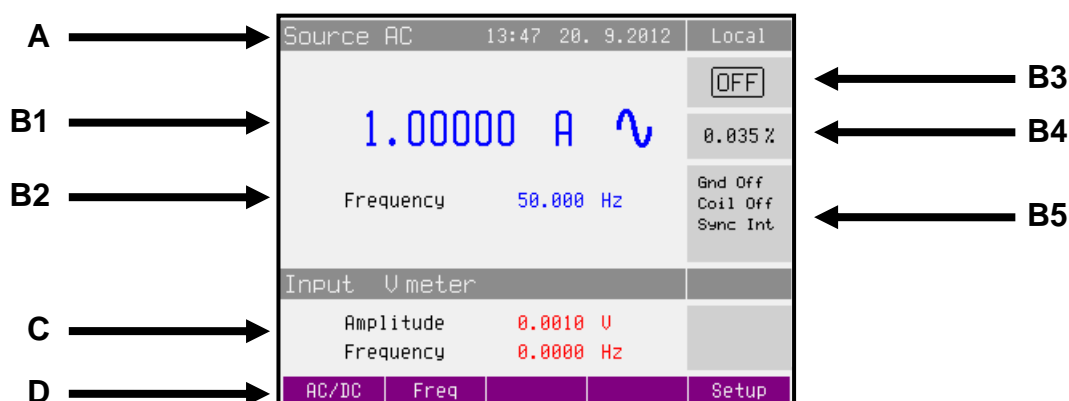 A
Source AC 13:47 20. 9.2012 Local
OFF
B3
B1
1.00000 A
0.035%
B4
B2
Frequency 50.000 Hz
Gnd Off
Coil Off
Sync Int
B5
Input V meter
C
Amplitude 0.0010 V
Frequency 0.0000 Hz
D
AC/DC Freq Setup